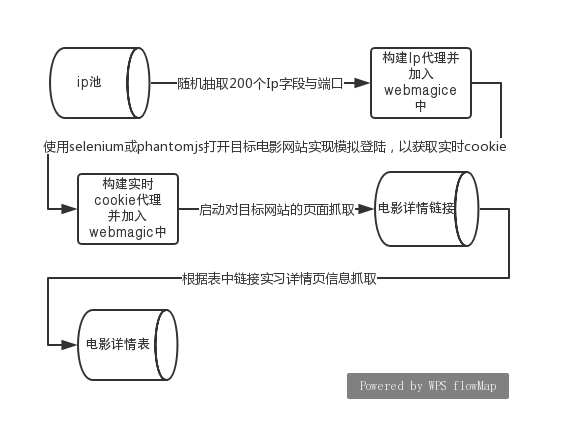 ip池
随机抽取200个Ip字段与端口
构建Ip代理并
加入
webmagice
中
使用selenium或phantomjs打开目标电影网站实现模拟登陆，以获取实时cookie
构建实时
cookie代理
并加入
webmagic中
启动对目标网站的页面抓取
电影详情链接
根据表中链接实习详情页信息抓取
电影详情表
Powered by WPS flowMap